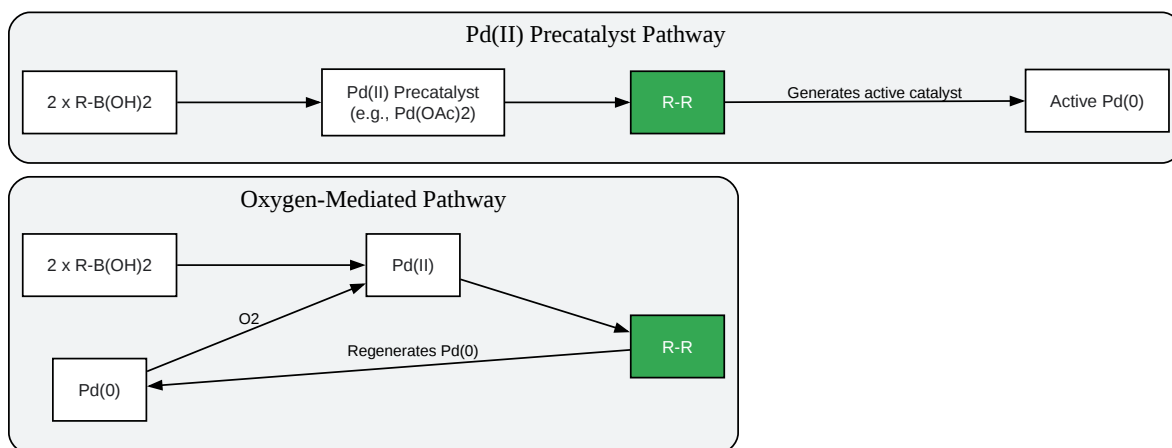 Pd(II) Precatalyst Pathway
2 x R-B(OH)2
Pd(II) Precatalyst
(e.g., Pd(OAc)2)
R-R
Generates active catalyst
Active Pd(0)
Oxygen-Mediated Pathway
2 x R-B(OH)2
Pd(II)
O2
R-R
Regenerates Pd(0)
Pd(0)